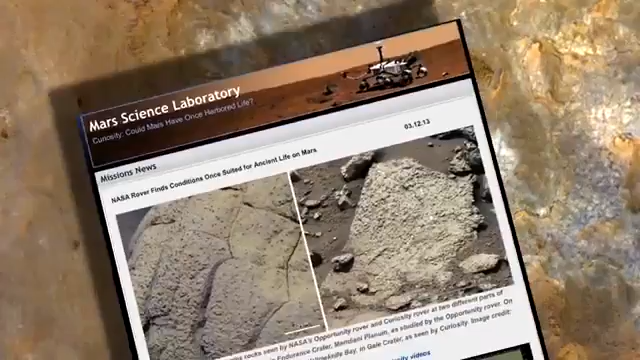 Mars Science Laboratory
Curiosity: Could Mars Have Once Harbored Life?
Missions News
03.12.13
NASA Rover Finds Conditions Once Suited for Ancient Life on Mars
rocks seen by NASA's Opportunity rover and Curiosity rover at two different parts of
Endurance Crater, Meridiani Planum, as studied by the Opportunity rover. On
Bay, in Gale Crater, as seen by Curiosity. Image credit:
videos